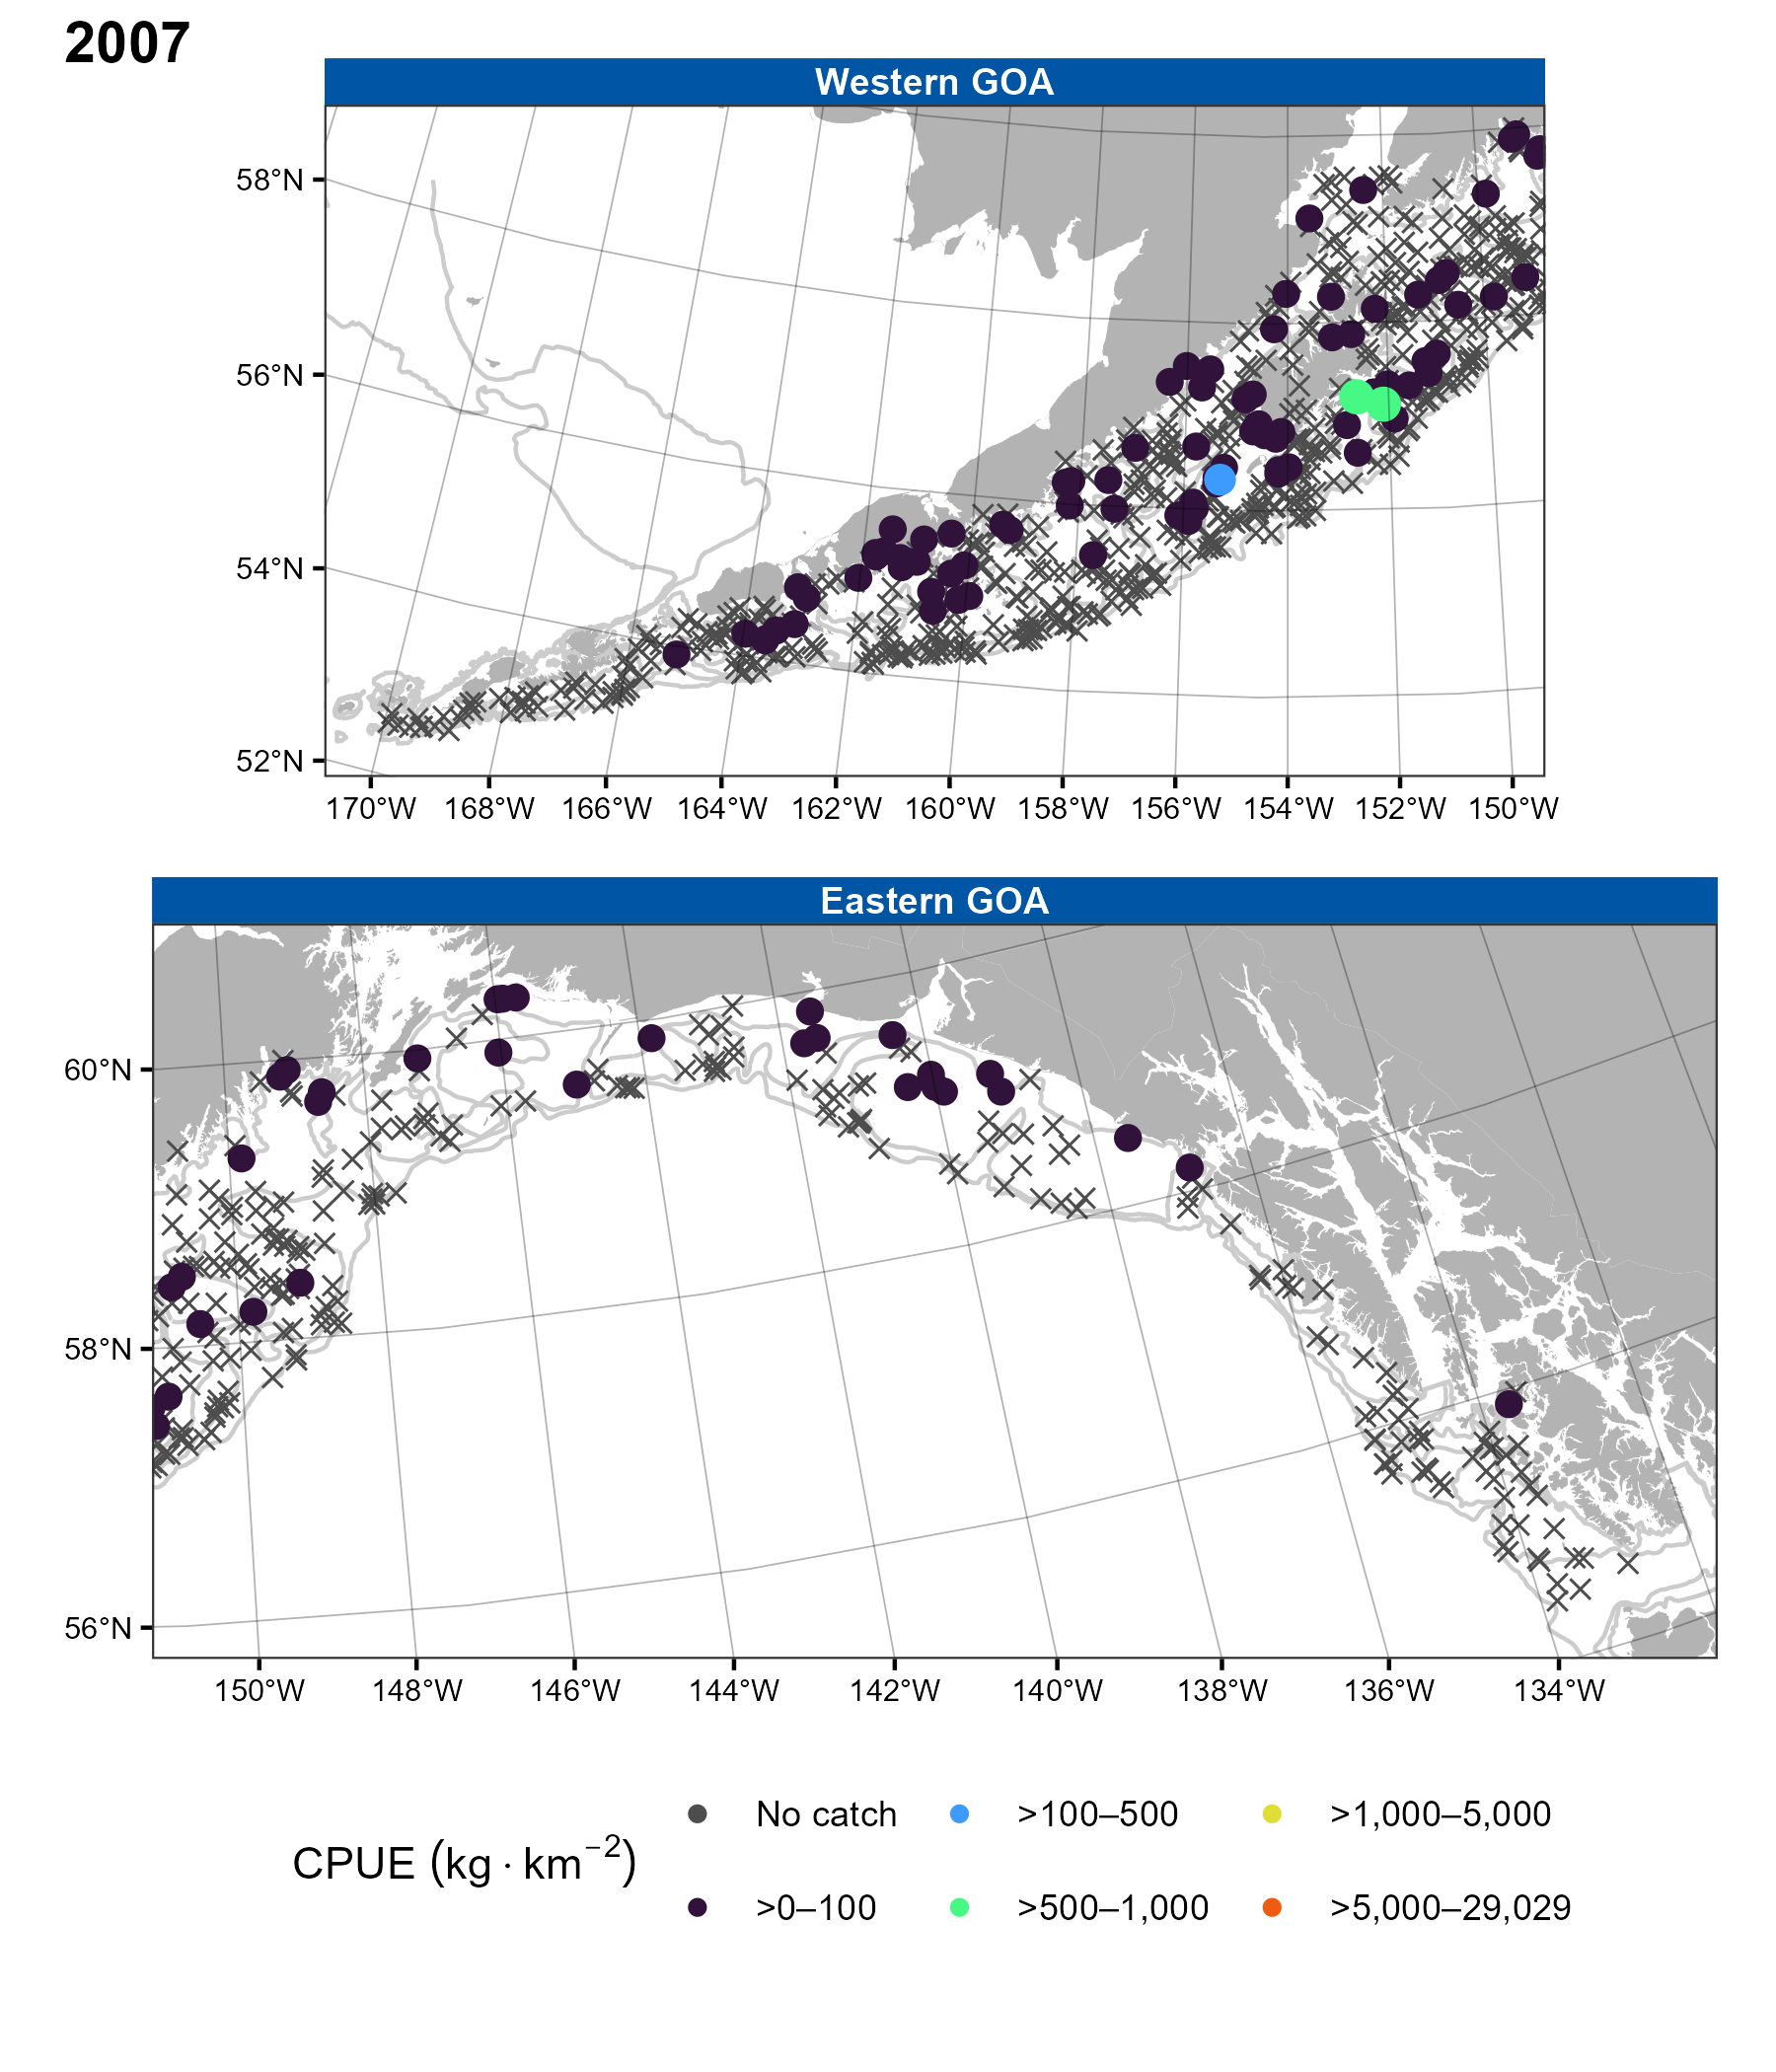 2007
Western GOA
58°N
56°N
54°N
52°N
170°W 168°W 166°W 164°W 162°W 160°W 158°W 156°W 154°W 152°W 150°W
Eastern GOA
60°N
58°N
56°N
150°W 148°W 146°W 144°W 142°W 140°W 138°W 136°W 134°W
CPUE (kg · km⁻²)
No catch >100–500 >1,000–5,000
>0–100 >500–1,000 >5,000–29,029